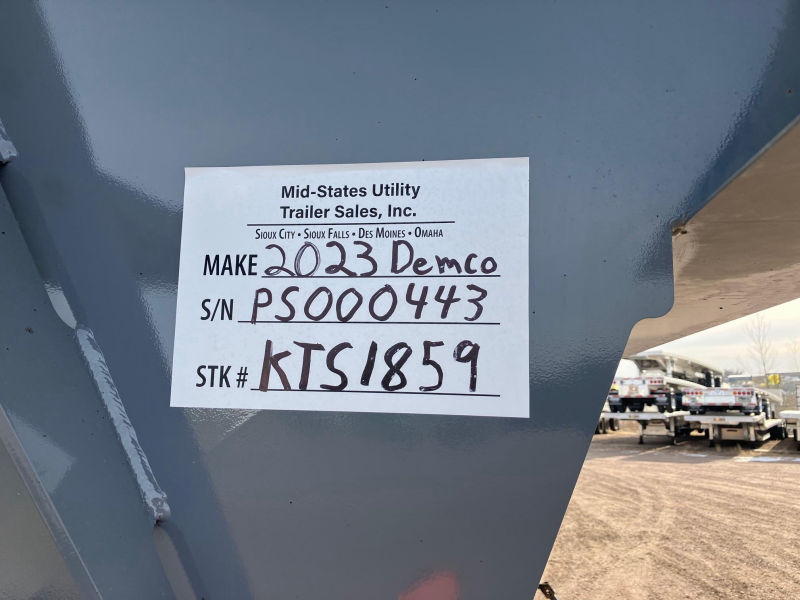 Mid-States Utility
Trailer Sales, Inc.
Sioux City • Sioux Falls • Des Moines • Omaha
MAKE 2023 Demco
S/N PS000443
STK # KTS1859